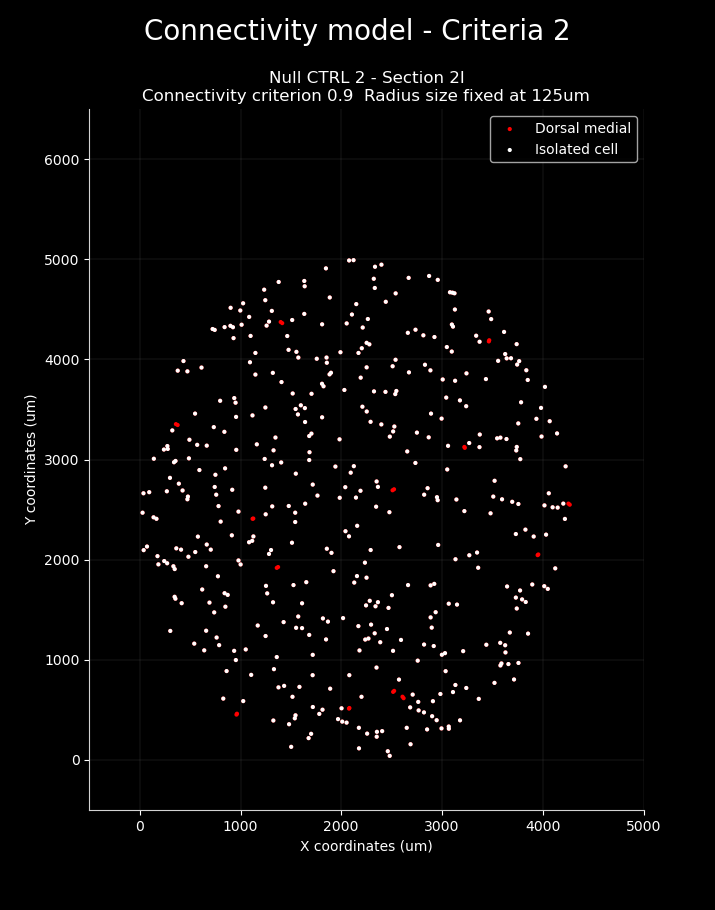 Connectivity model - Criteria 2
Null CTRL 2 - Section 2l
Connectivity criterion 0.9  Radius size fixed at 125um
Dorsal medial
Isolated cell
6000
5000
4000
3000
2000
1000
0
Y coordinates (um)
0
1000
2000
3000
4000
5000
X coordinates (um)